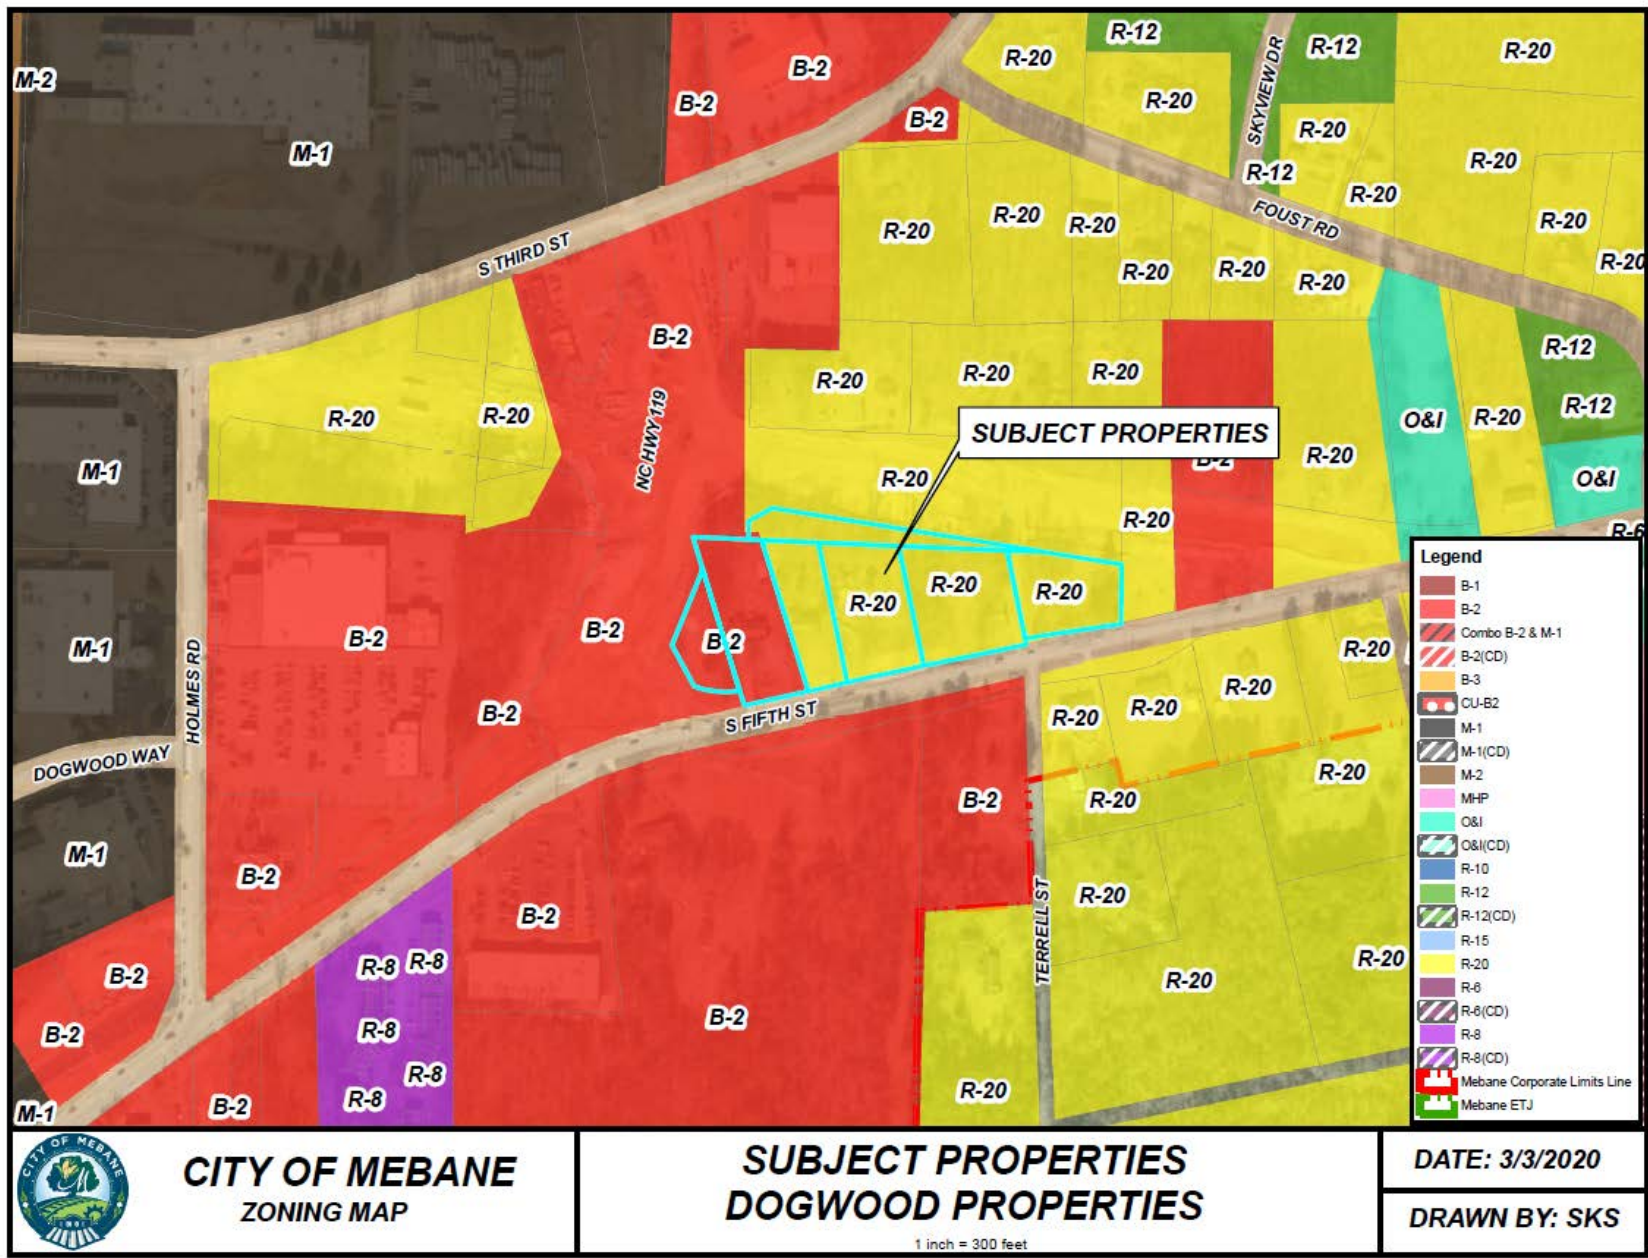 M-2
M-1
B-2
B-2
B-2
R-20
R-12
R-12
R-20
R-20
SKYVIEW DR
R-20
R-20
R-12
R-20
FOUST RD
R-20
R-20
R-20
R-20
R-20
R-20
R-20
R-20
R-20
S THIRD ST
B-2
NC HWY 119
R-20
R-20
R-20
R-20
R-20
R-12
R-12
O&I
R-20
O&I
R-6
SUBJECT PROPERTIES
B-2
R-20
R-20
R-20
M-1
M-1
HOLMES RD
DOGWOOD WAY
M-1
B-2
B-2
B-2
B-2
R-20
R-20
R-20
S FIFTH ST
R-20
R-20
R-20
R-20
R-20
R-20
B-2
TERRELL ST
R-20
R-20
R-20
R-20
B-2
B-2
B-2
R-8
R-8
R-8
R-8
R-8
B-2
B-2
B-2
M-1
B-2
Legend
B-1
B-2
Combo B-2 & M-1
B-2(CD)
B-3
CU-B2
M-1
M-1(CD)
M-2
MHP
O&I
O&I(CD)
R-10
R-12
R-12(CD)
R-15
R-20
R-6
R-6(CD)
R-8
R-8(CD)
Mebane Corporate Limits Line
Mebane ETJ
CITY OF MEBANE
CITY OF MEBANE
ZONING MAP
SUBJECT PROPERTIES
DOGWOOD PROPERTIES
1 inch = 300 feet
DATE: 3/3/2020
DRAWN BY: SKS